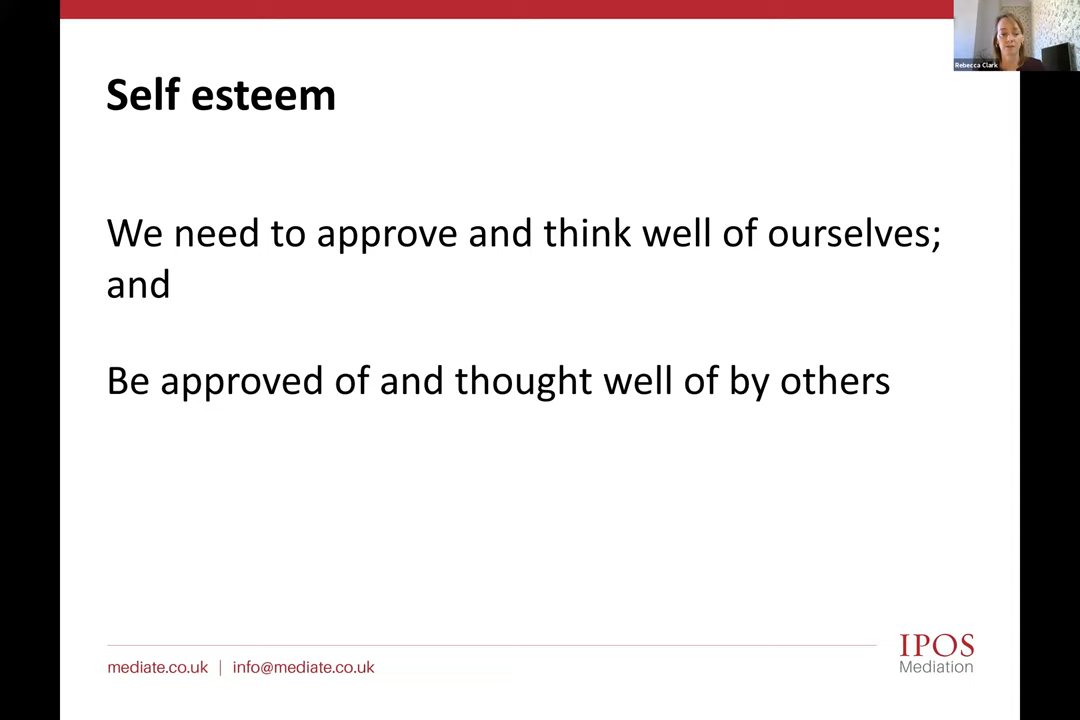 Rebecca Clark
Self esteem
We need to approve and think well of ourselves;
and
Be approved of and thought well of by others
mediate.co.uk | info@mediate.co.uk
IPOS
Mediation